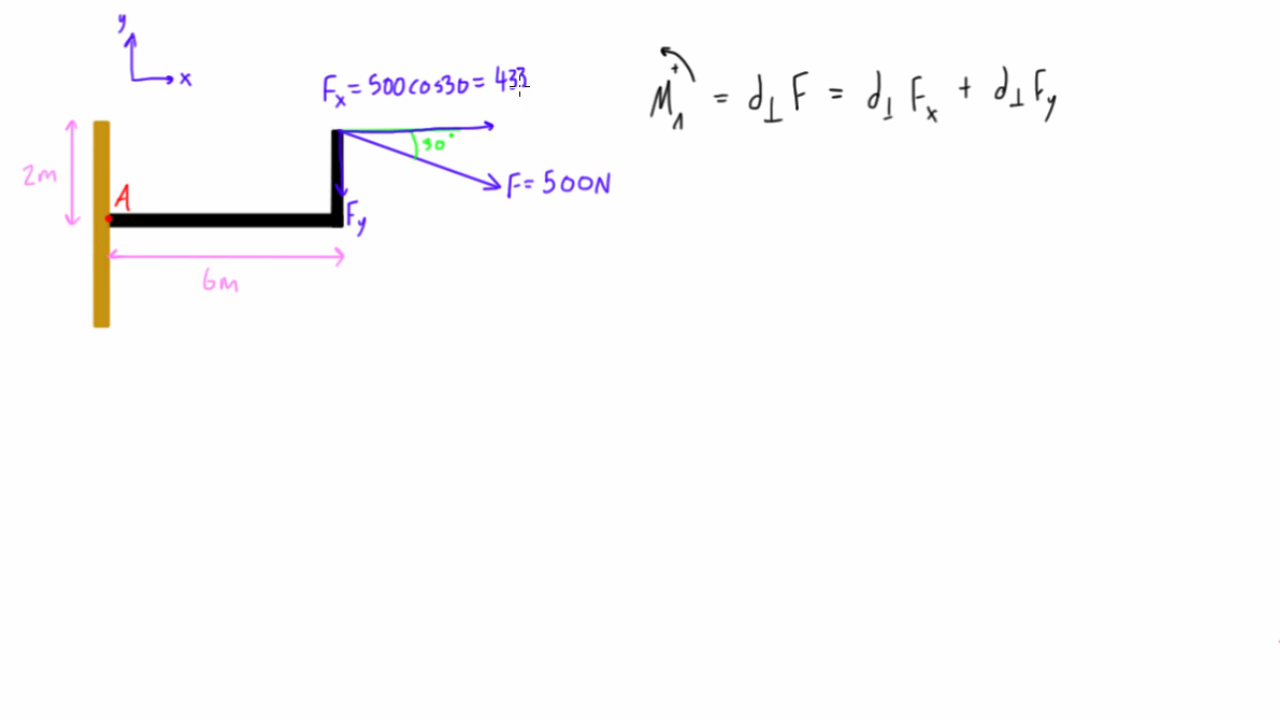 y
x
Fx = 500cos30 = 433
30°
F = 500N
2m
A
Fy
6m
+
MA = d⊥ F = d⊥ Fx + d⊥ Fy